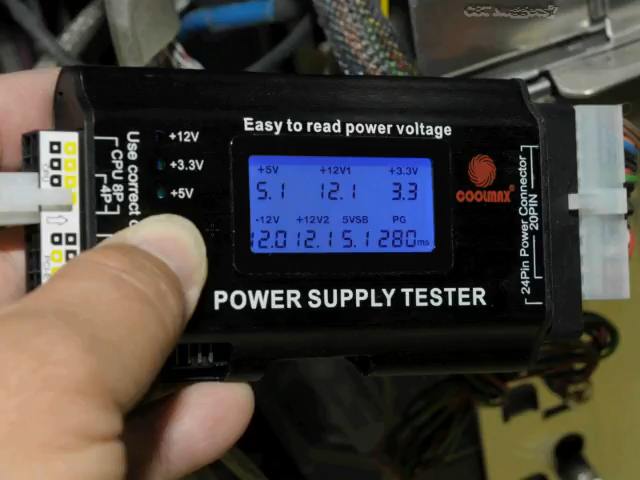 Easy to read power voltage
+12V
+3.3V
+5V
Use correct
CPU 8P
4P
+5V +12V1 +3.3V
5.1 12.1 3.3
-12V +12V2 5VSB PG
12.0 12.1 5.1 280ms
COOLMAX®
24Pin Power Connector
20PIN
POWER SUPPLY TESTER